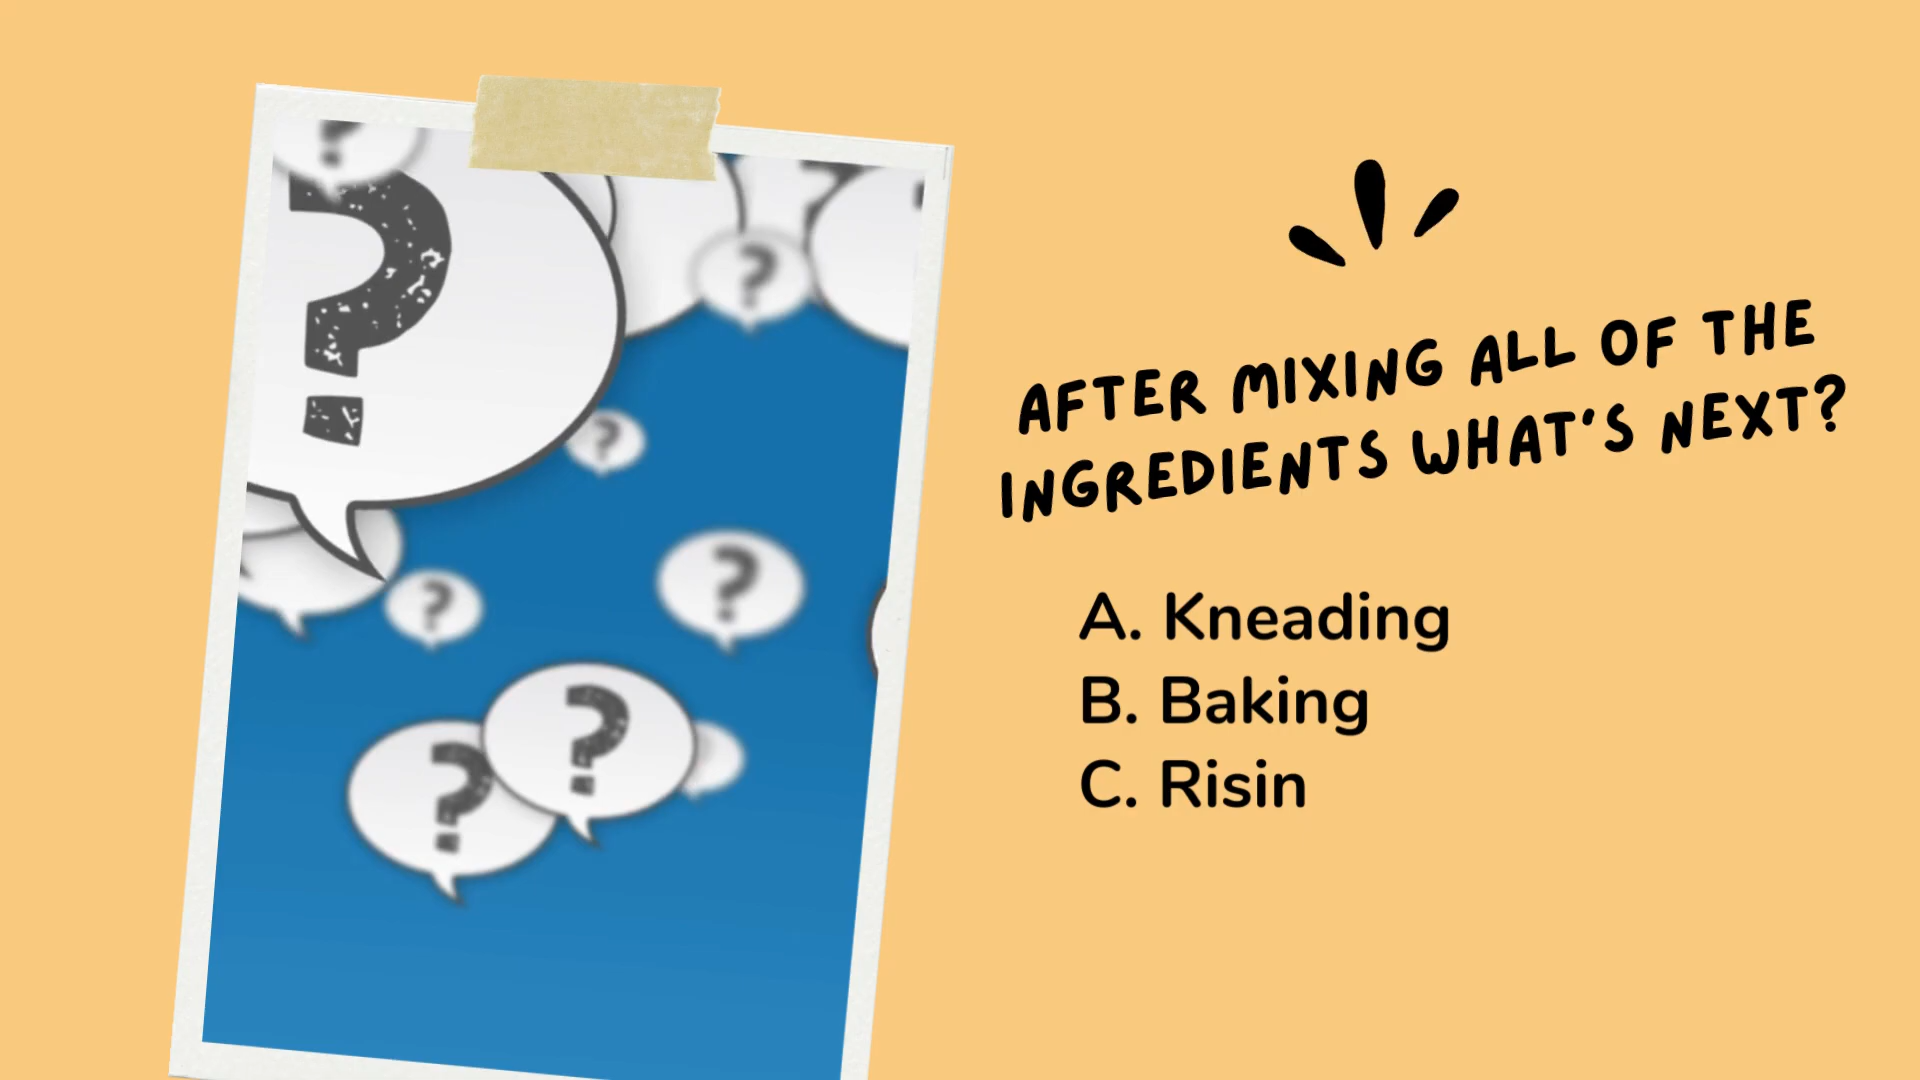 AFTER MIXING ALL OF THE
INGREDIENTS WHAT'S NEXT?
A. Kneading
B. Baking
C. Risin